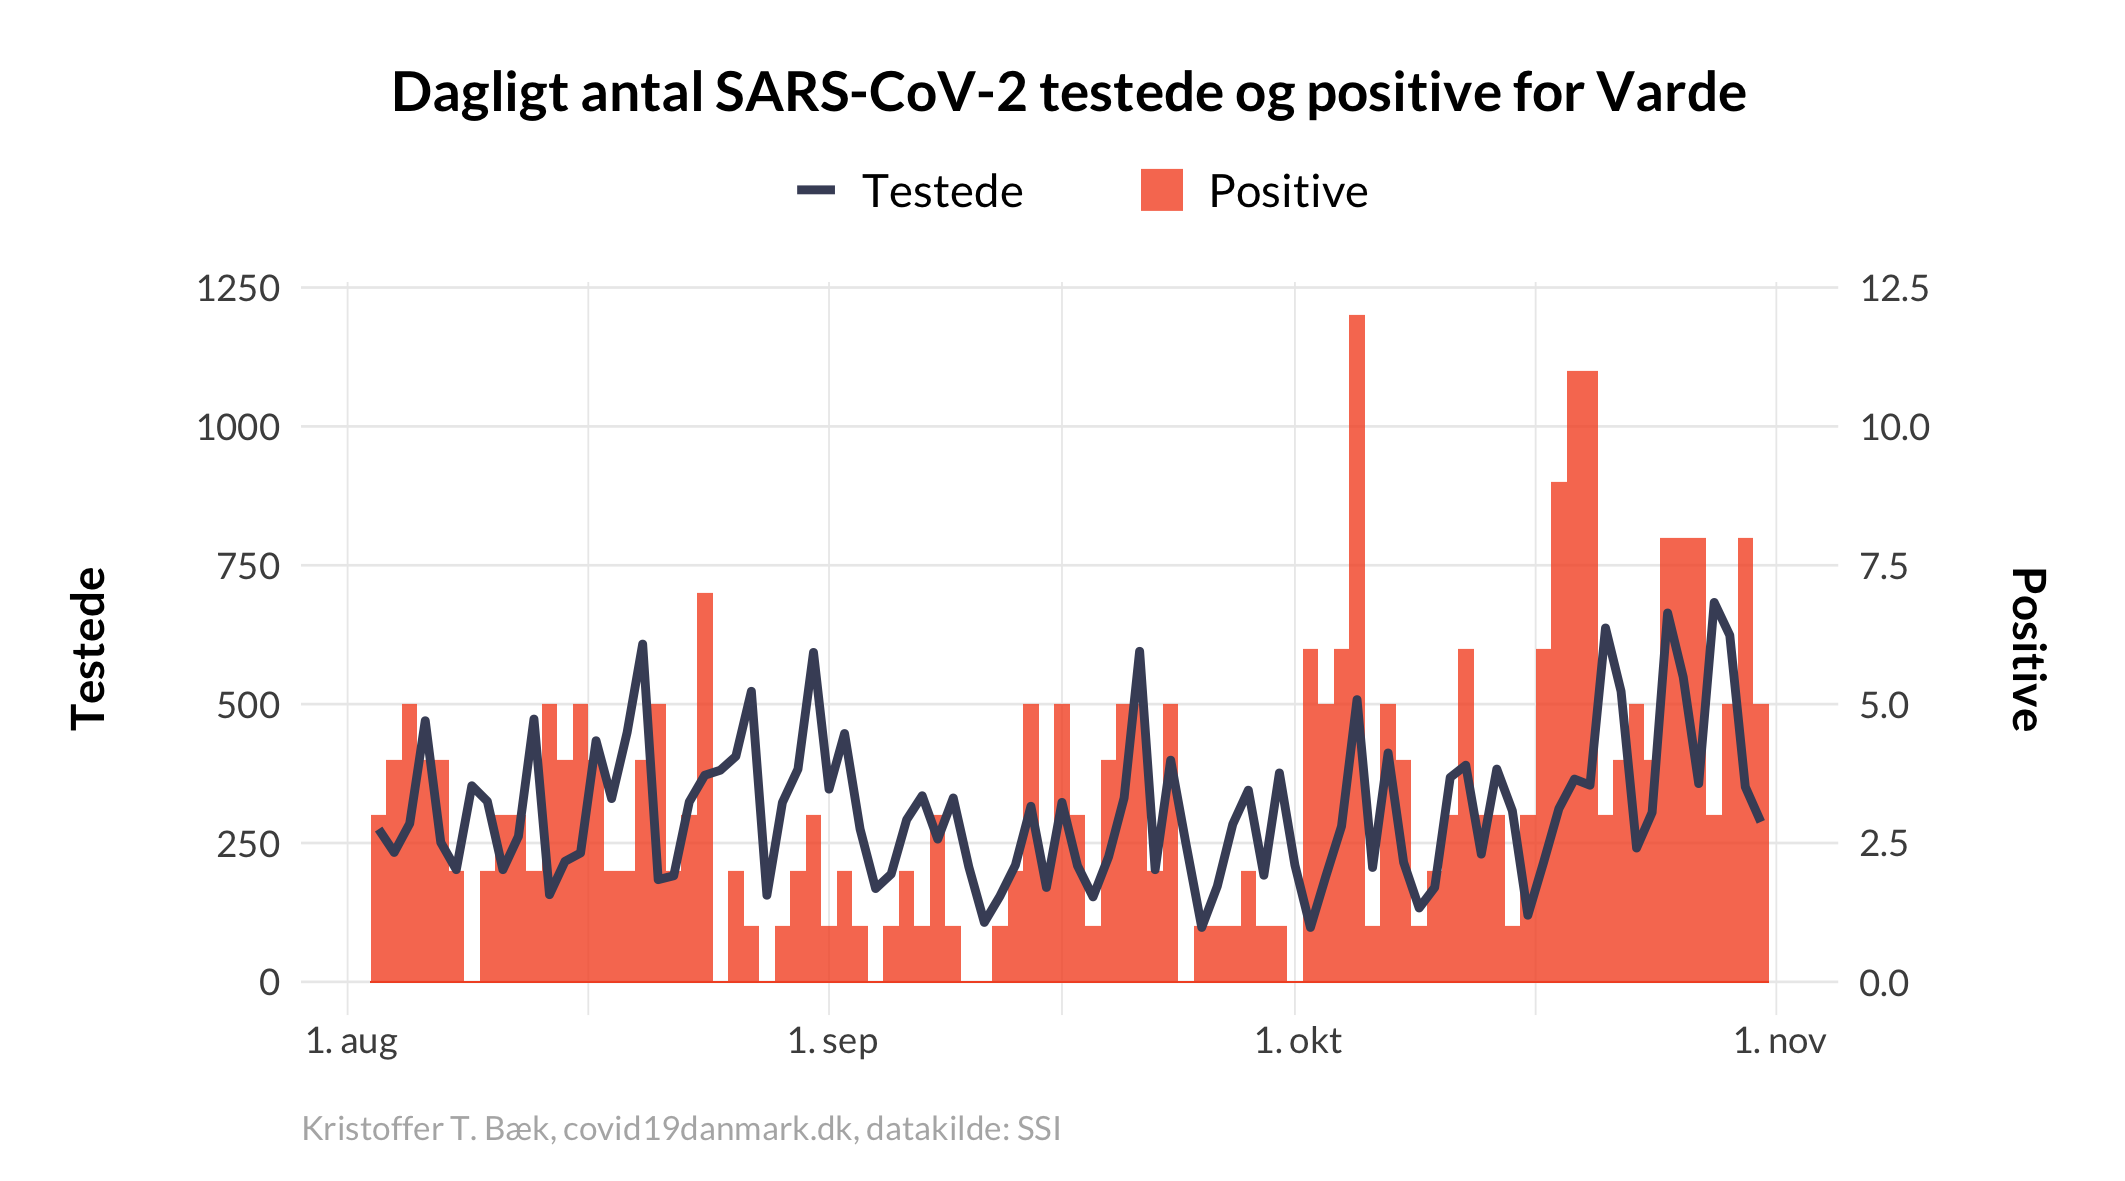 Dagligt antal SARS-CoV-2 testede og positive for Varde
Testede Positive
1250 12.5
1000 10.0
750 7.5
500 5.0
250 2.5
0 0.0
Testede
Positive
1. aug 1. sep 1. okt 1. nov
Kristoffer T. Bæk, covid19danmark.dk, datakilde: SSI